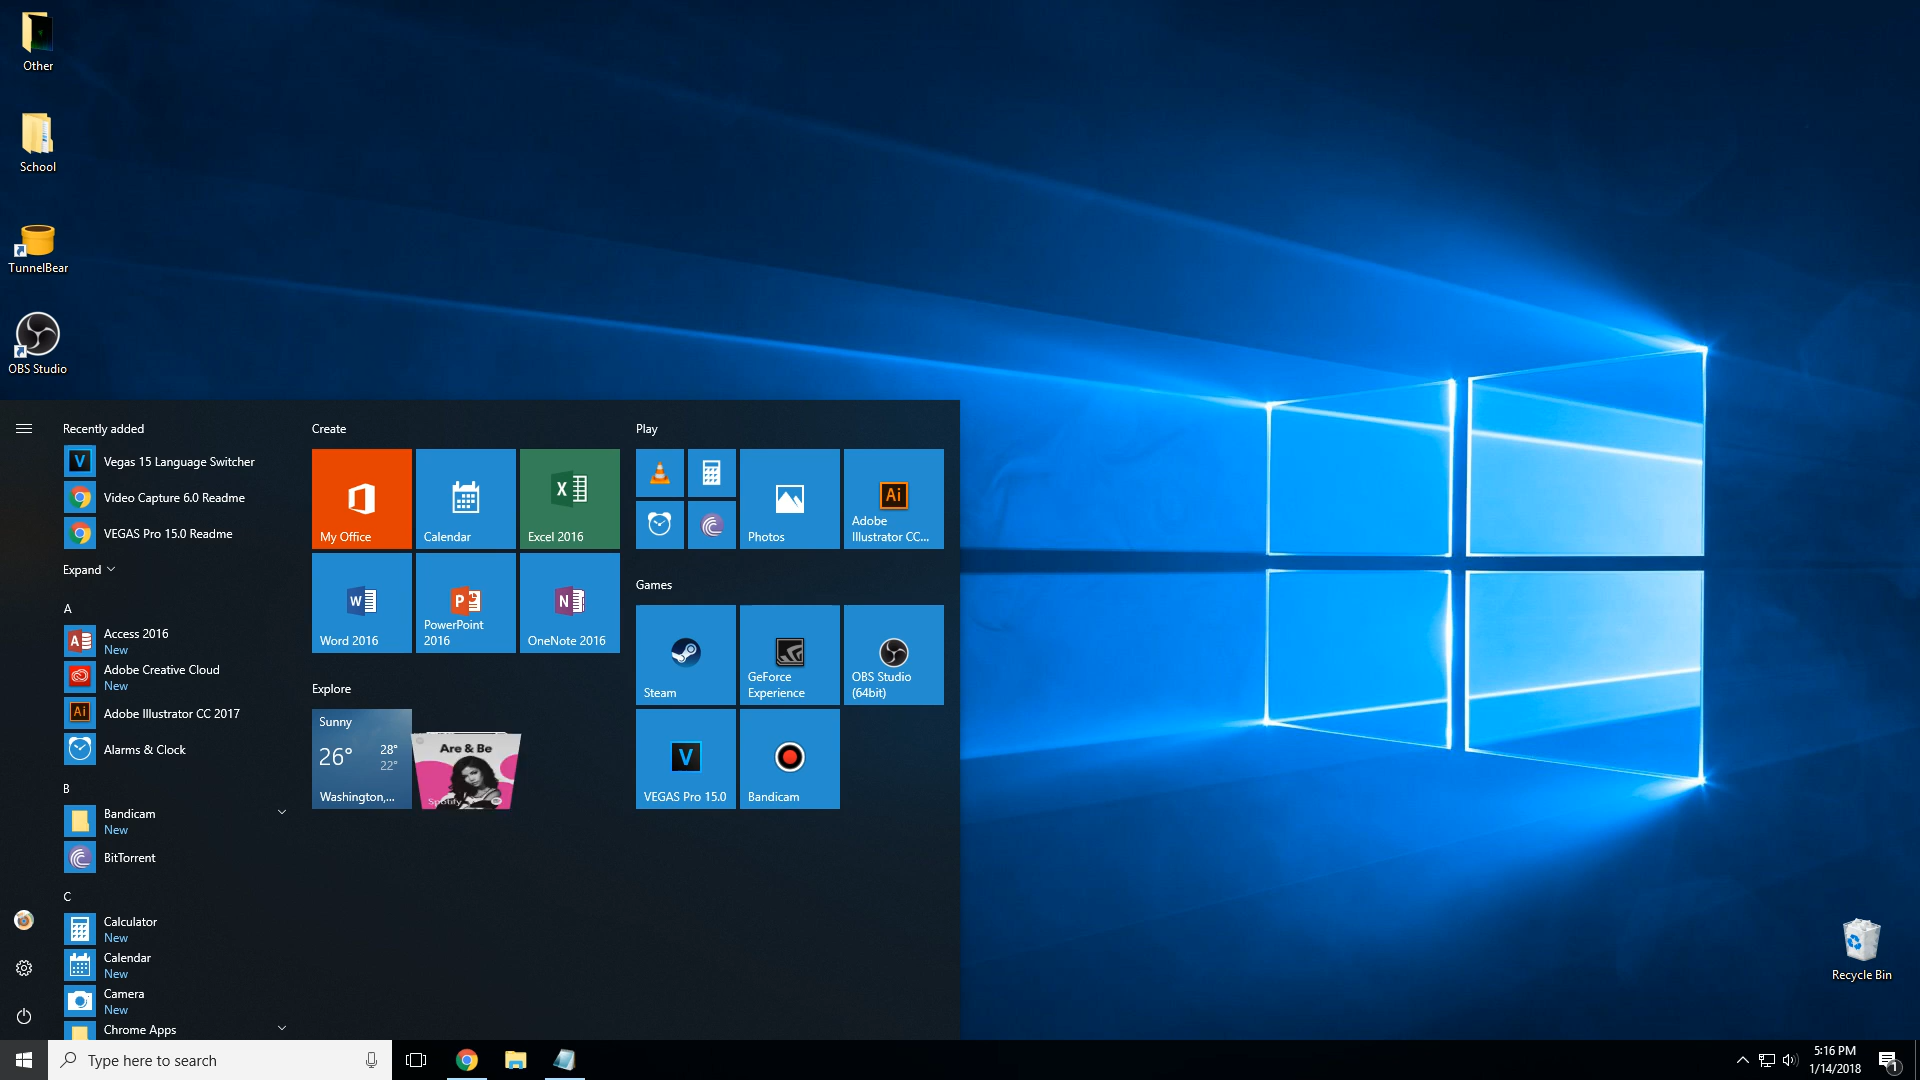 Other
School
TunnelBear
OBS Studio
Recently added
Vegas 15 Language Switcher
Video Capture 6.0 Readme
VEGAS Pro 15.0 Readme
Expand
A
Access 2016
New
Adobe Creative Cloud
New
Adobe Illustrator CC 2017
Alarms & Clock
B
Bandicam
New
BitTorrent
C
Calculator
New
Calendar
New
Camera
New
Chrome Apps
Create
My Office
Calendar
Excel 2016
Word 2016
PowerPoint
2016
OneNote 2016
Explore
Sunny
26°
28°
22°
Washington,...
Are & Be
Spotify
Play
Photos
Ai
Adobe
Illustrator CC...
Games
Steam
GeForce
Experience
OBS Studio
(64bit)
VEGAS Pro 15.0
Bandicam
Recycle Bin
Type here to search
5:16 PM
1/14/2018
1